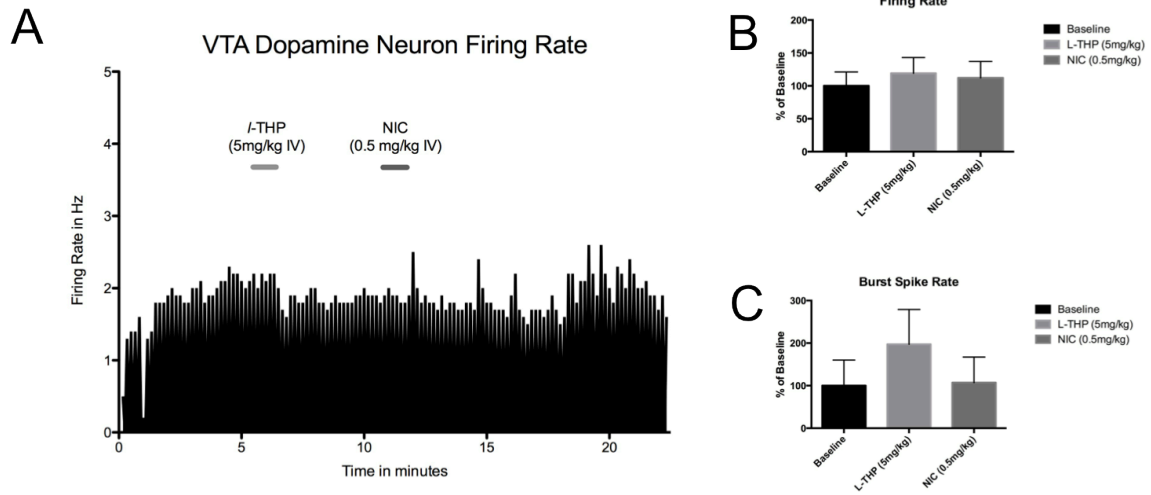 A
VTA Dopamine Neuron Firing Rate
5
4
3
2
1
0
Firing Rate in Hz
l-THP
(5mg/kg IV)
NIC
(0.5 mg/kg IV)
0 5 10 15 20
Time in minutes
B
Firing Rate
200
150
100
50
0
% of Baseline
Baseline
L-THP (5mg/kg)
NIC (0.5mg/kg)
Baseline
L-THP (5mg/kg)
NIC (0.5mg/kg)
C
Burst Spike Rate
300
200
100
0
% of Baseline
Baseline
L-THP (5mg/kg)
NIC (0.5mg/kg)
Baseline
L-THP (5mg/kg)
NIC (0.5mg/kg)